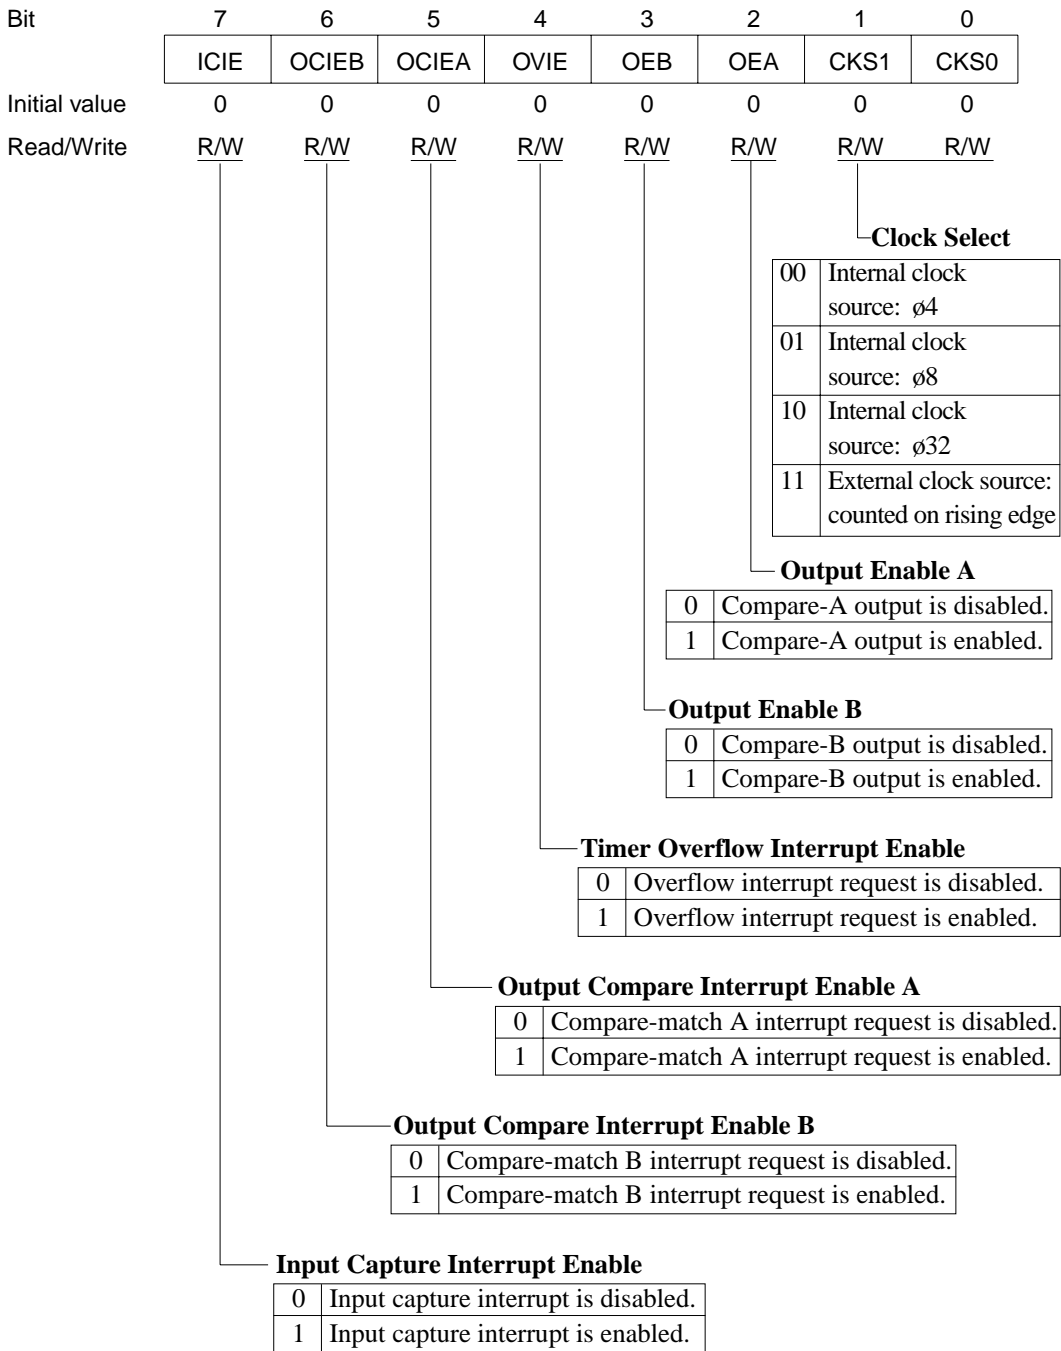 Bit 7 6 5 4 3 2 1 0
ICIE OCIEB OCIEA OVIE OEB OEA CKS1 CKS0
Initial value 0 0 0 0 0 0 0 0
Read/Write R/W R/W R/W R/W R/W R/W R/W R/W
Clock Select
00 Internal clock
source: ø4
01 Internal clock
source: ø8
10 Internal clock
source: ø32
11 External clock source:
counted on rising edge
Output Enable A
0 Compare-A output is disabled.
1 Compare-A output is enabled.
Output Enable B
0 Compare-B output is disabled.
1 Compare-B output is enabled.
Timer Overflow Interrupt Enable
0 Overflow interrupt request is disabled.
1 Overflow interrupt request is enabled.
Output Compare Interrupt Enable A
0 Compare-match A interrupt request is disabled.
1 Compare-match A interrupt request is enabled.
Output Compare Interrupt Enable B
0 Compare-match B interrupt request is disabled.
1 Compare-match B interrupt request is enabled.
Input Capture Interrupt Enable
0 Input capture interrupt is disabled.
1 Input capture interrupt is enabled.